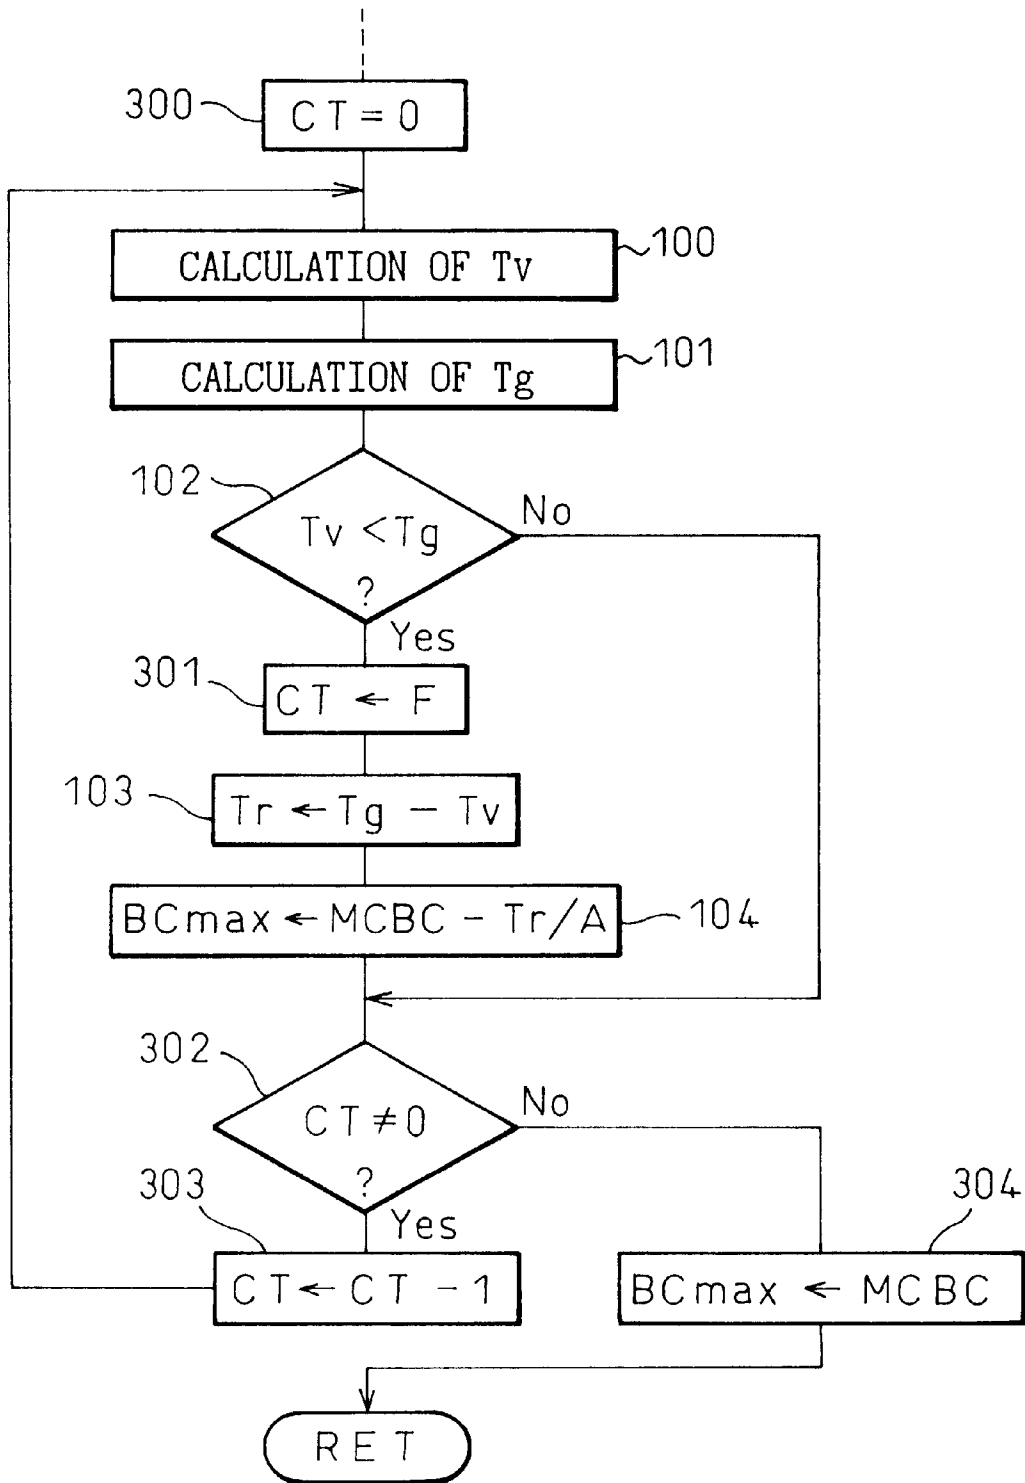 300
CT=0
100
CALCULATION OF Tv
101
CALCULATION OF Tg
102
No
Tv<Tg
?
Yes
301
CT ← F
103
Tr ← Tg − Tv
BCmax ← MCBC − Tr/A
104
302
No
CT≠0
?
303
Yes
304
CT ← CT − 1
BCmax ← MCBC
RET